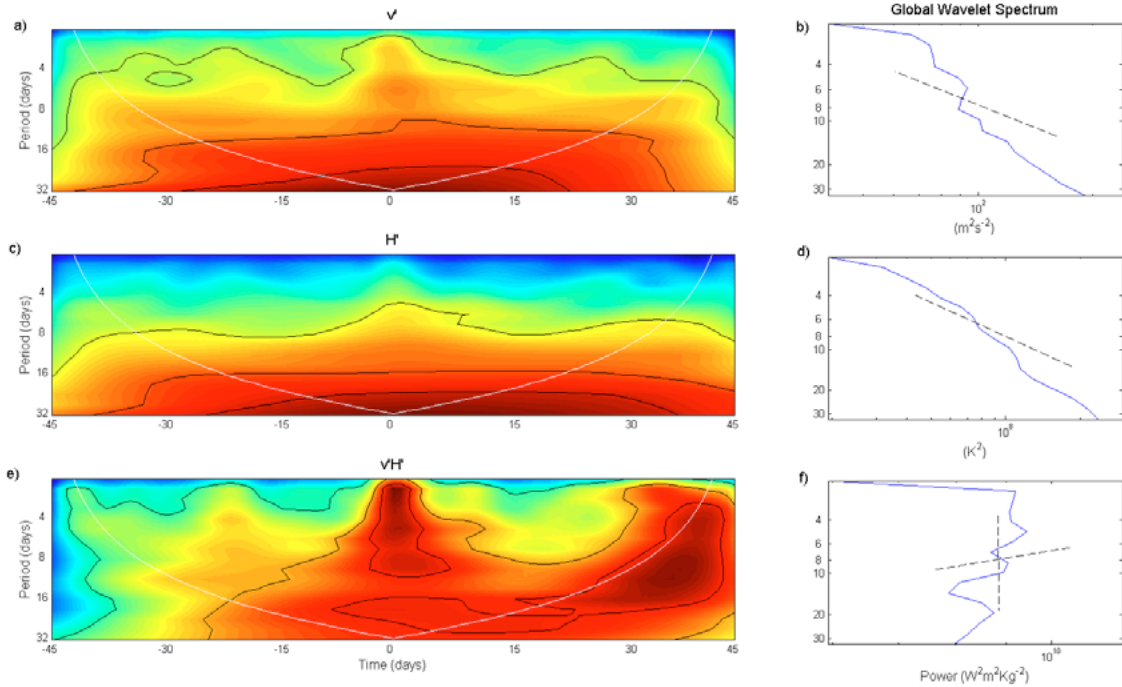 v' Global Wavelet Spectrum
a) b)
Period (days)
4
8
16
32
-45 -30 -15 0 15 30 45
4
6
8
10
20
30
10²
(m²s⁻²)
H'
c) d)
Period (days)
4
8
16
32
-45 -30 -15 0 15 30 45
4
6
8
10
20
30
10⁸
(K²)
v'H'
e) f)
Period (days)
4
8
16
32
-45 -30 -15 0 15 30 45
Time (days)
4
6
8
10
20
30
10¹⁰
Power (W²m²Kg⁻²)